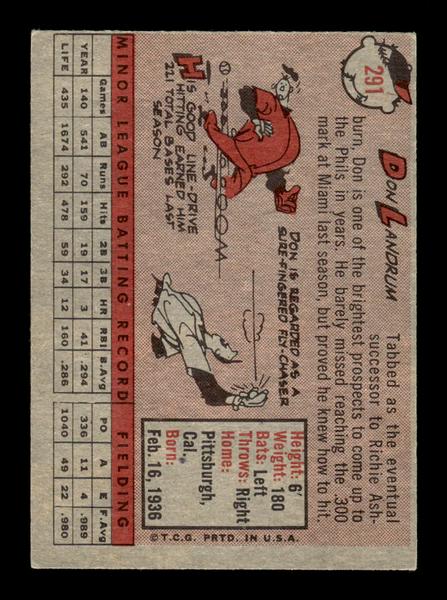 291
DON LANDRUM
Tabbed as the eventual
successor to Richie Ash-
burn, Don is one of the brightest prospects to come up to
the Phils in years. He barely missed reaching the .300
mark at Miami last season, but proved he knew how to hit.
Height: 6'
Weight: 180
Bats: Left
Throws: Right
Home:
Pittsburgh,
Cal.
Born:
Feb. 16, 1936
© T.C.G. PRTD. IN U.S.A.
DON IS REGARDED AS A
SURE-FINGERED FLY-CHASER
ZOOM
HIS GOOD LINE-DRIVE
HITTING EARNED HIM
221 TOTAL BASES LAST
SEASON
MINOR LEAGUE BATTING RECORD FIELDING
Games AB Runs Hits 2B 3B HR RBI B.Avg PO A E F.Avg
YEAR 140 541 70 159 19 17 3 41 .294 336 11 4 .989
LIFE 435 1674 292 478 59 34 12 160 .286 1040 49 22 .980